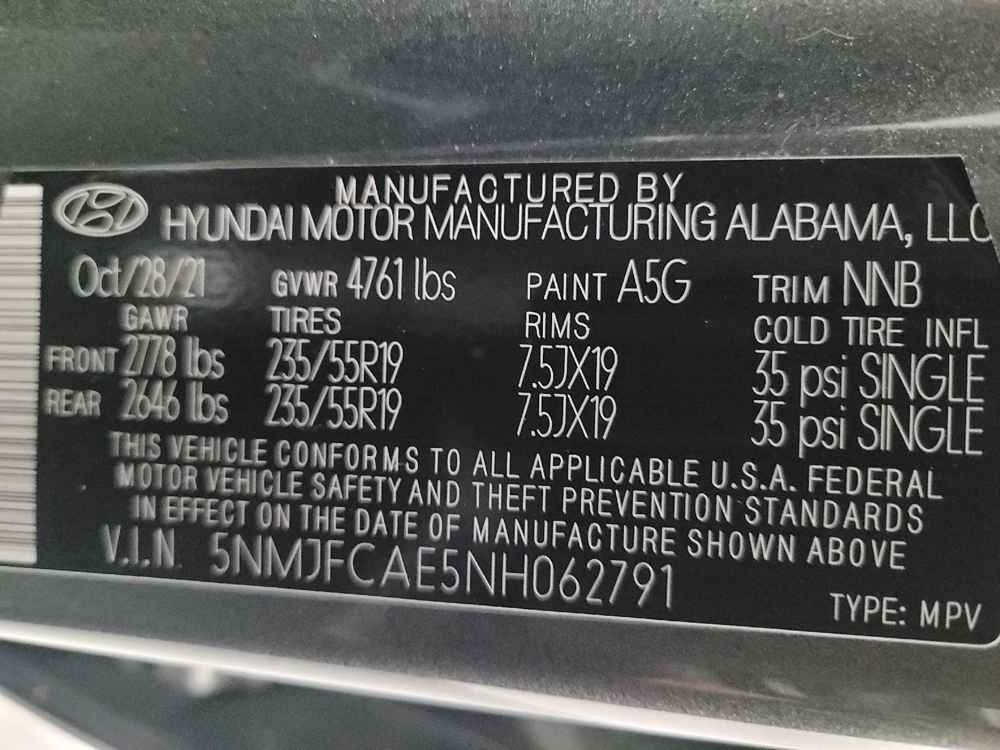 MANUFACTURED BY
HYUNDAI MOTOR MANUFACTURING ALABAMA, LLC
Oct/28/21 GVWR 4761 lbs PAINT A5G TRIM NNB
GAWR TIRES RIMS COLD TIRE INFL
FRONT 2778 lbs 235/55R19 7.5JX19 35 psi SINGLE
REAR 2646 lbs 235/55R19 7.5JX19 35 psi SINGLE
THIS VEHICLE CONFORMS TO ALL APPLICABLE U.S.A. FEDERAL
MOTOR VEHICLE SAFETY AND THEFT PREVENTION STANDARDS
IN EFFECT ON THE DATE OF MANUFACTURE SHOWN ABOVE
V.I.N. 5NMJFCAE5NH062791
TYPE: MPV